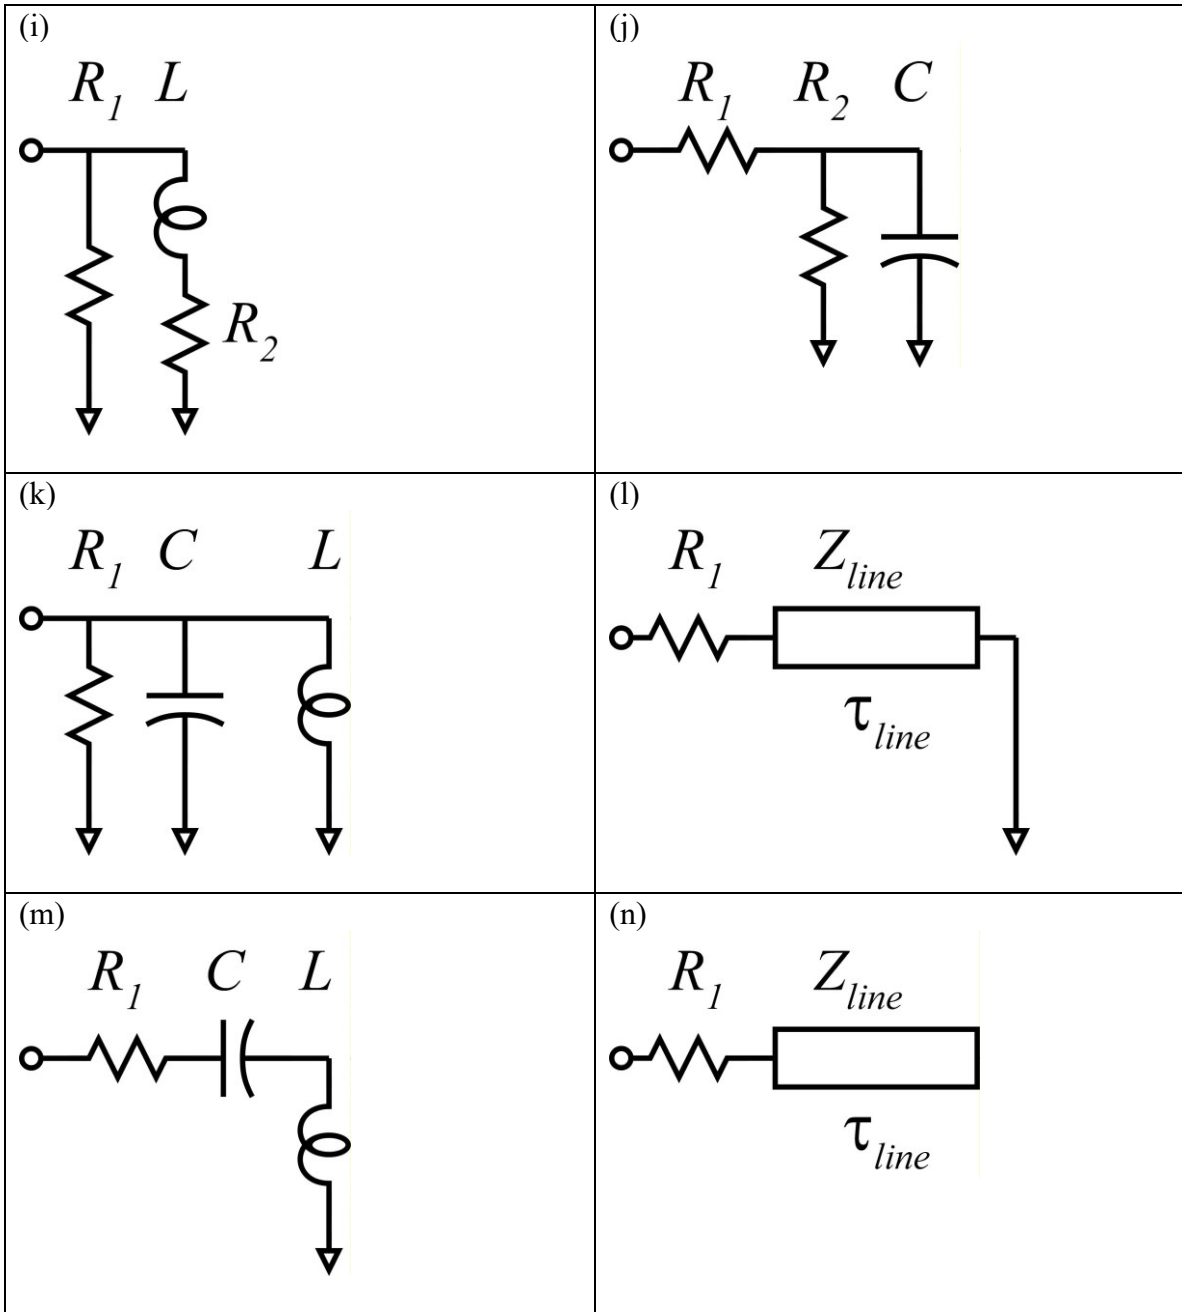 (i)
R1 L
R2
(j)
R1 R2 C
(k)
R1 C L
(l)
R1 Zline
τline
(m)
R1 C L
(n)
R1 Zline
τline